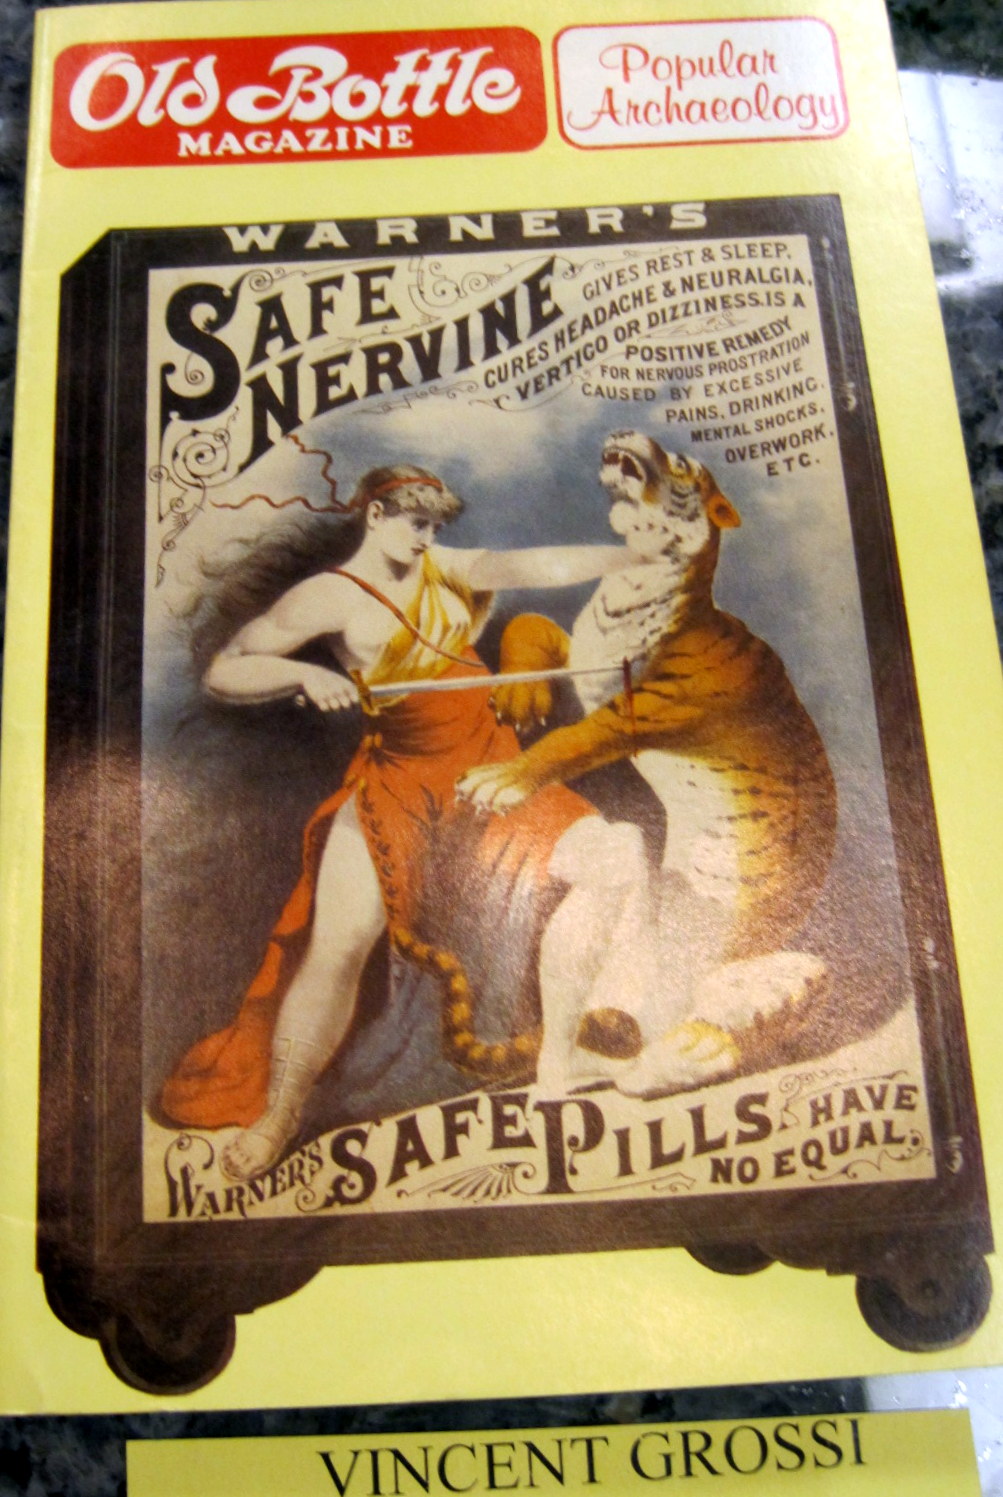 Old Bottle
MAGAZINE
Popular
Archaeology
WARNER'S
SAFE
NERVINE
GIVES REST & SLEEP,
CURES HEADACHE & NEURALGIA,
VERTIGO OR DIZZINESS.IS A
POSITIVE REMEDY
FOR NERVOUS PROSTRATION
CAUSED BY EXCESSIVE
PAINS, DRINKING,
MENTAL SHOCKS,
OVERWORK,
ETC.
WARNER'S SAFE PILLS HAVE
NO EQUAL.
VINCENT GROSSI